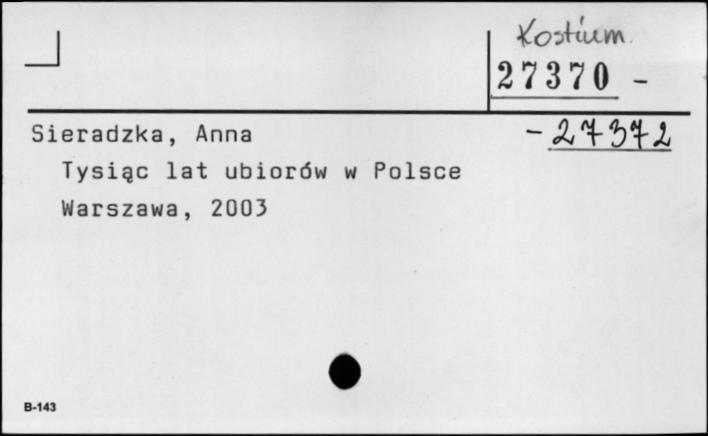 Kostium.
27370 -
- 27372
Sieradzka, Anna
Tysiąc lat ubiorów w Polsce
Warszawa, 2003
B-143